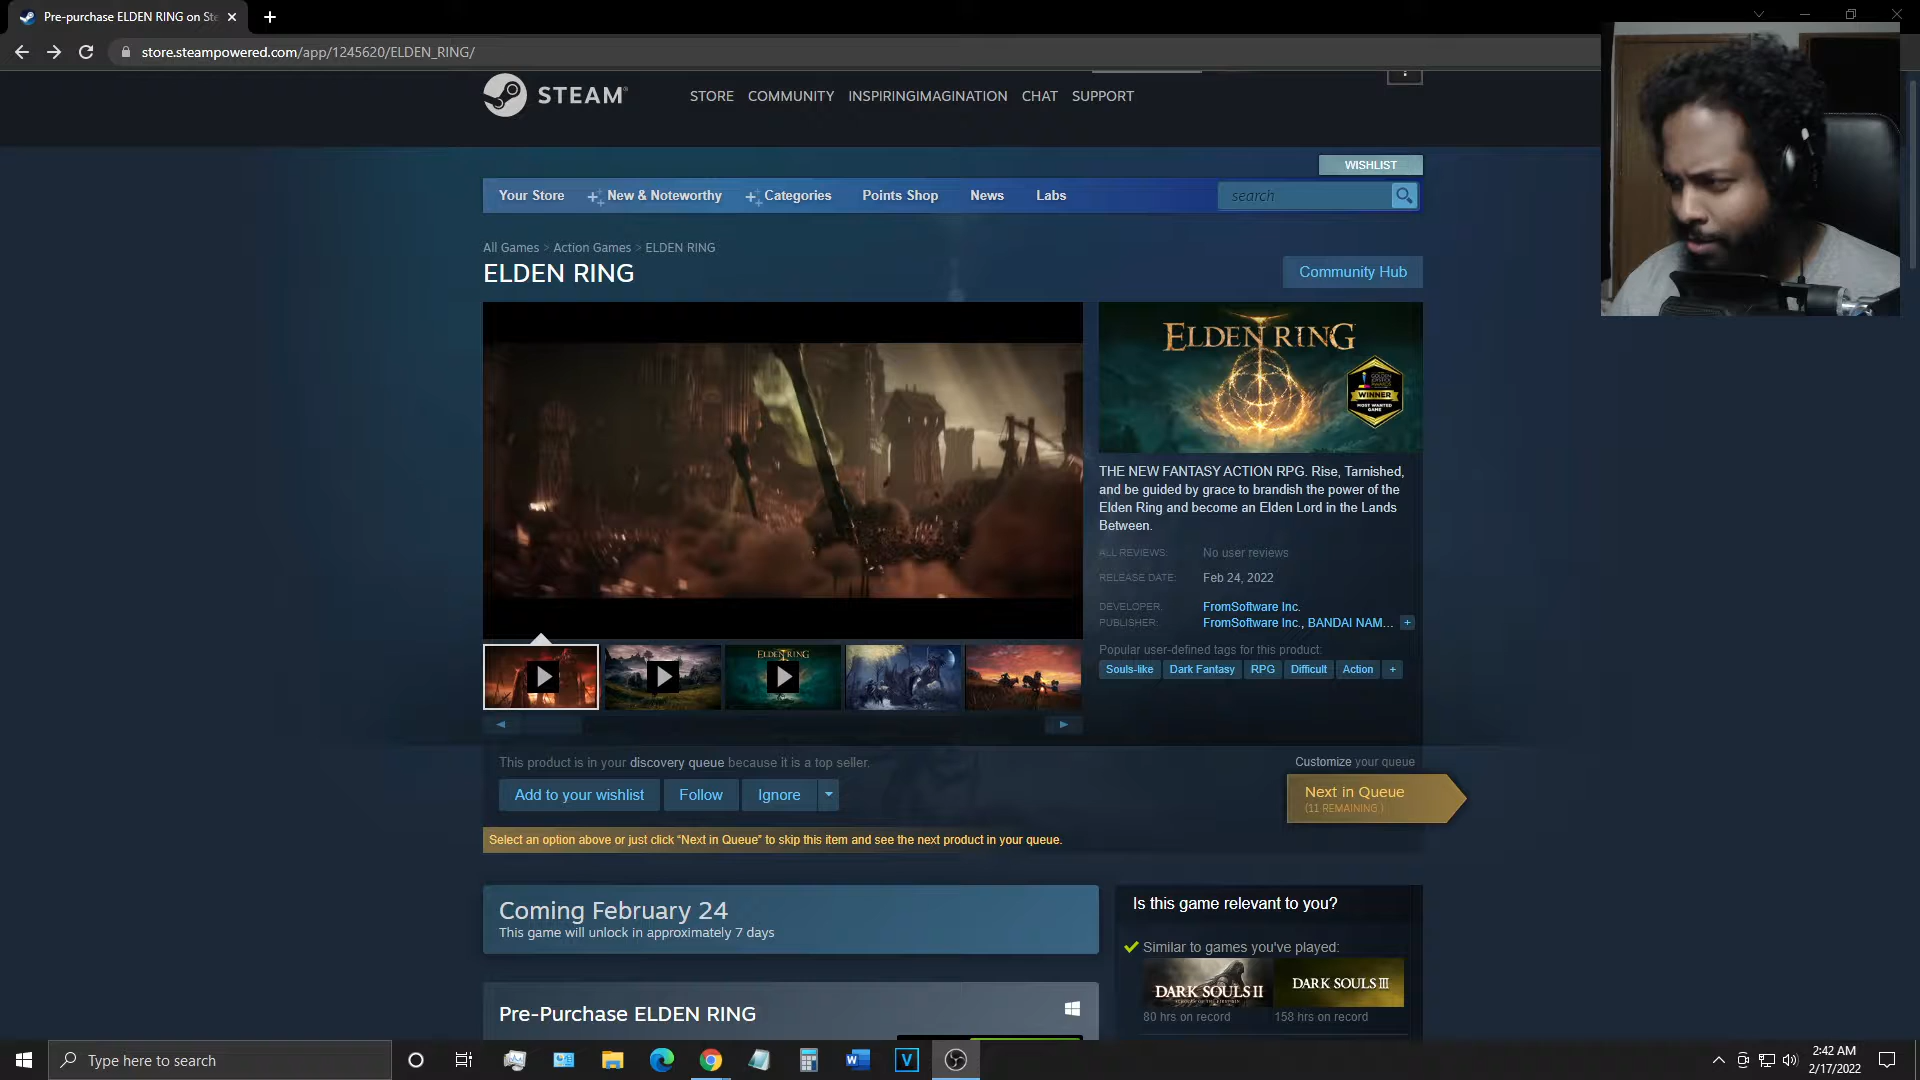 Pre-purchase ELDEN RING on Ste
store.steampowered.com/app/1245620/ELDEN_RING/
STEAM
STORE COMMUNITY INSPIRINGIMAGINATION CHAT SUPPORT
WISHLIST
Your Store New & Noteworthy Categories Points Shop News Labs search
All Games > Action Games > ELDEN RING
ELDEN RING
Community Hub
ELDEN RING
WINNER
MOST WANTED
GAME
THE NEW FANTASY ACTION RPG. Rise, Tarnished,
and be guided by grace to brandish the power of the
Elden Ring and become an Elden Lord in the Lands
Between.
ALL REVIEWS: No user reviews
RELEASE DATE: Feb 24, 2022
DEVELOPER: FromSoftware Inc.
PUBLISHER: FromSoftware Inc., BANDAI NAM... +
Popular user-defined tags for this product:
Souls-like Dark Fantasy RPG Difficult Action +
ELDEN RING
This product is in your discovery queue because it is a top seller.
Customize your queue
Add to your wishlist Follow Ignore
Next in Queue
(11 REMAINING )
Select an option above or just click “Next in Queue” to skip this item and see the next product in your queue.
Coming February 24
This game will unlock in approximately 7 days
Is this game relevant to you?
Similar to games you've played:
DARK SOULS II
DARK SOULS III
80 hrs on record 158 hrs on record
Pre-Purchase ELDEN RING
Type here to search
2:42 AM
2/17/2022